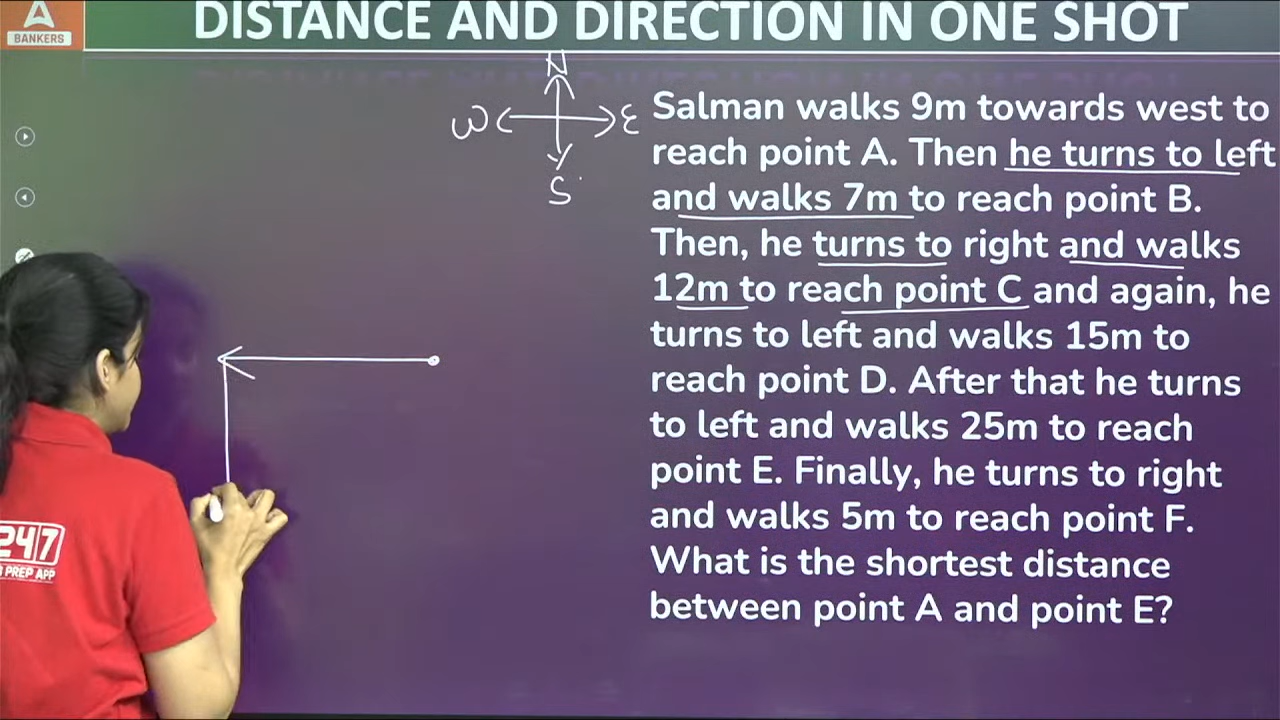 A
BANKERS
DISTANCE AND DIRECTION IN ONE SHOT
N
W E
S
Salman walks 9m towards west to
reach point A. Then he turns to left
and walks 7m to reach point B.
Then, he turns to right and walks
12m to reach point C and again, he
turns to left and walks 15m to
reach point D. After that he turns
to left and walks 25m to reach
point E. Finally, he turns to right
and walks 5m to reach point F.
What is the shortest distance
between point A and point E?
247
PREP APP